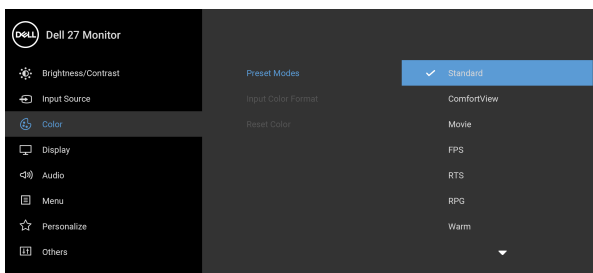 DELL Dell 27 Monitor
Brightness/Contrast Preset Modes Standard
Input Source Input Color Format ComfortView
Color Reset Color Movie
Display FPS
Audio RTS
Menu RPG
Personalize Warm
Others